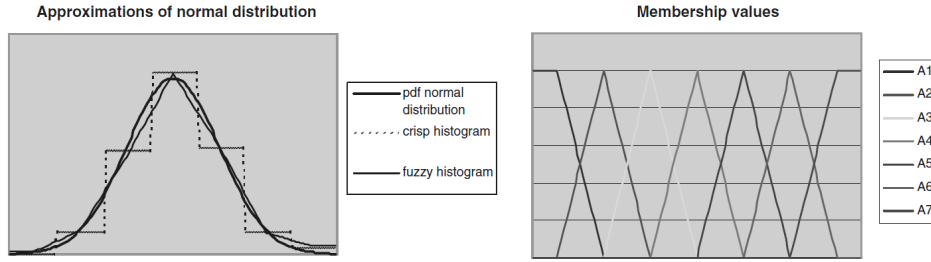 Approximations of normal distribution
pdf normal
distribution
crisp histogram
fuzzy histogram
Membership values
A1
A2
A3
A4
A5
A6
A7